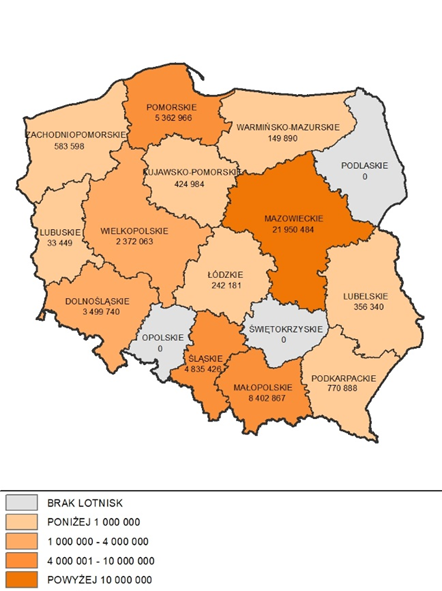 POMORSKIE
5 362 966
ZACHODNIOPOMORSKIE
583 598
WARMIŃSKO-MAZURSKIE
149 890
PODLASKIE
0
KUJAWSKO-POMORSKIE
424 984
MAZOWIECKIE
21 950 484
LUBUSKIE
33 449
WIELKOPOLSKIE
2 372 063
ŁÓDZKIE
242 181
DOLNOŚLĄSKIE
3 499 740
LUBELSKIE
356 340
OPOLSKIE
0
ŚWIĘTOKRZYSKIE
0
ŚLĄSKIE
4 835 426
MAŁOPOLSKIE
8 402 867
PODKARPACKIE
770 888
BRAK LOTNISK
PONIŻEJ 1 000 000
1 000 000 - 4 000 000
4 000 001 - 10 000 000
POWYŻEJ 10 000 000